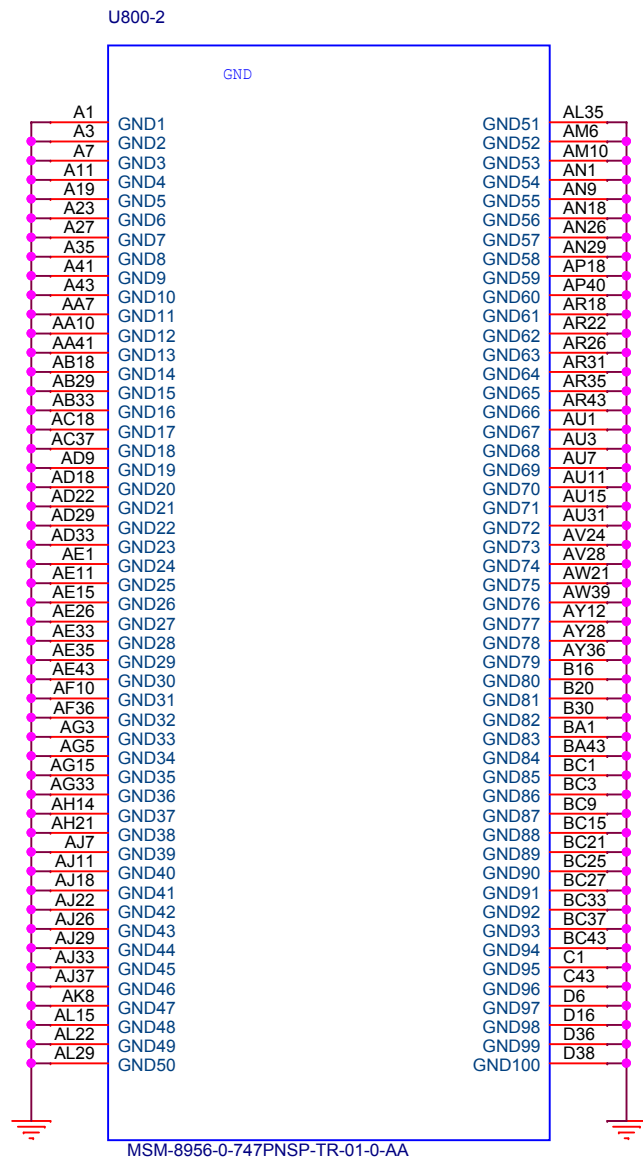 U800-2
GND
A1 GND1 GND51 AL35
A3 GND2 GND52 AM6
A7 GND3 GND53 AM10
A11 GND4 GND54 AN1
A19 GND5 GND55 AN9
A23 GND6 GND56 AN18
A27 GND7 GND57 AN26
A35 GND8 GND58 AN29
A41 GND9 GND59 AP18
A43 GND10 GND60 AP40
AA7 GND11 GND61 AR18
AA10 GND12 GND62 AR22
AA41 GND13 GND63 AR26
AB18 GND14 GND64 AR31
AB29 GND15 GND65 AR35
AB33 GND16 GND66 AR43
AC18 GND17 GND67 AU1
AC37 GND18 GND68 AU3
AD9 GND19 GND69 AU7
AD18 GND20 GND70 AU11
AD22 GND21 GND71 AU15
AD29 GND22 GND72 AU31
AD33 GND23 GND73 AV24
AE1 GND24 GND74 AV28
AE11 GND25 GND75 AW21
AE15 GND26 GND76 AW39
AE26 GND27 GND77 AY12
AE33 GND28 GND78 AY28
AE35 GND29 GND79 AY36
AE43 GND30 GND80 B16
AF10 GND31 GND81 B20
AF36 GND32 GND82 B30
AG3 GND33 GND83 BA1
AG5 GND34 GND84 BA43
AG15 GND35 GND85 BC1
AG33 GND36 GND86 BC3
AH14 GND37 GND87 BC9
AH21 GND38 GND88 BC15
AJ7 GND39 GND89 BC21
AJ11 GND40 GND90 BC25
AJ18 GND41 GND91 BC27
AJ22 GND42 GND92 BC33
AJ26 GND43 GND93 BC37
AJ29 GND44 GND94 BC43
AJ33 GND45 GND95 C1
AJ37 GND46 GND96 C43
AK8 GND47 GND97 D6
AL15 GND48 GND98 D16
AL22 GND49 GND99 D36
AL29 GND50 GND100 D38
MSM-8956-0-747PNSP-TR-01-0-AA